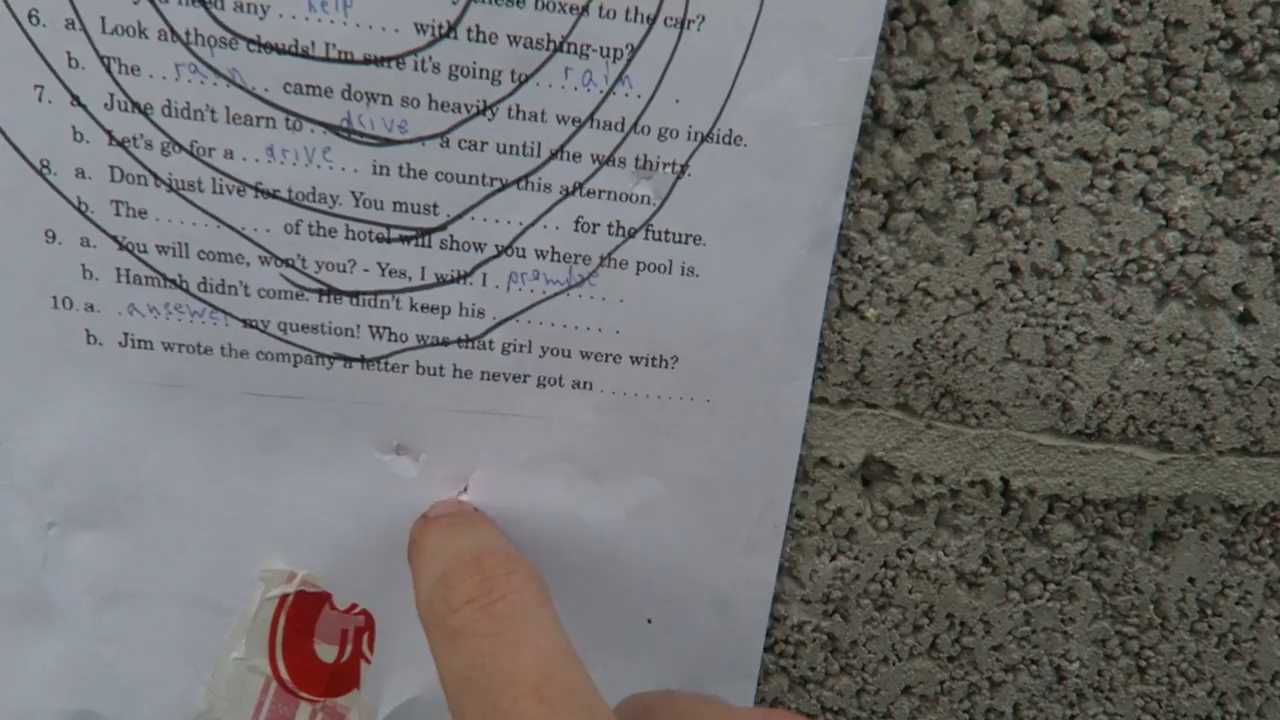 need any .......... help with the washing-up?
these boxes to the car?
6. a. Look at those clouds! I'm sure it's going to rain .
b. The rain came down so heavily that we had to go inside.
7. a. June didn't learn to drive a car until she was thirty.
b. Let's go for a drive in the country this afternoon.
8. a. Don't just live for today. You must .......... for the future.
b. The .......... of the hotel will show you where the pool is.
9. a. You will come, won't you? - Yes, I will. I promise
b. Hamish didn't come. He didn't keep his ..........
10. a. answer my question! Who was that girl you were with?
b. Jim wrote the company a letter but he never got an ..........